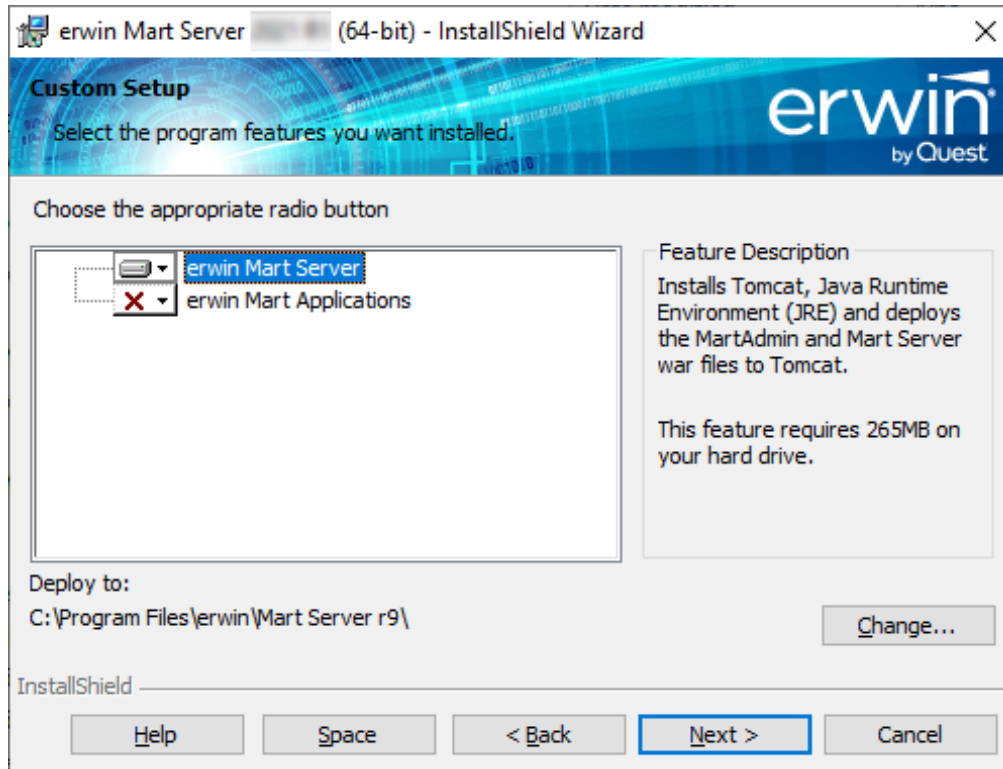 erwin Mart Server (64-bit) - InstallShield Wizard
Custom Setup
Select the program features you want installed.
erwin
by Quest
Choose the appropriate radio button
erwin Mart Server
erwin Mart Applications
Feature Description
Installs Tomcat, Java Runtime
Environment (JRE) and deploys
the MartAdmin and Mart Server
war files to Tomcat.
This feature requires 265MB on
your hard drive.
Deploy to:
C:\Program Files\erwin\Mart Server r9\
Change...
InstallShield
Help
Space
< Back
Next >
Cancel